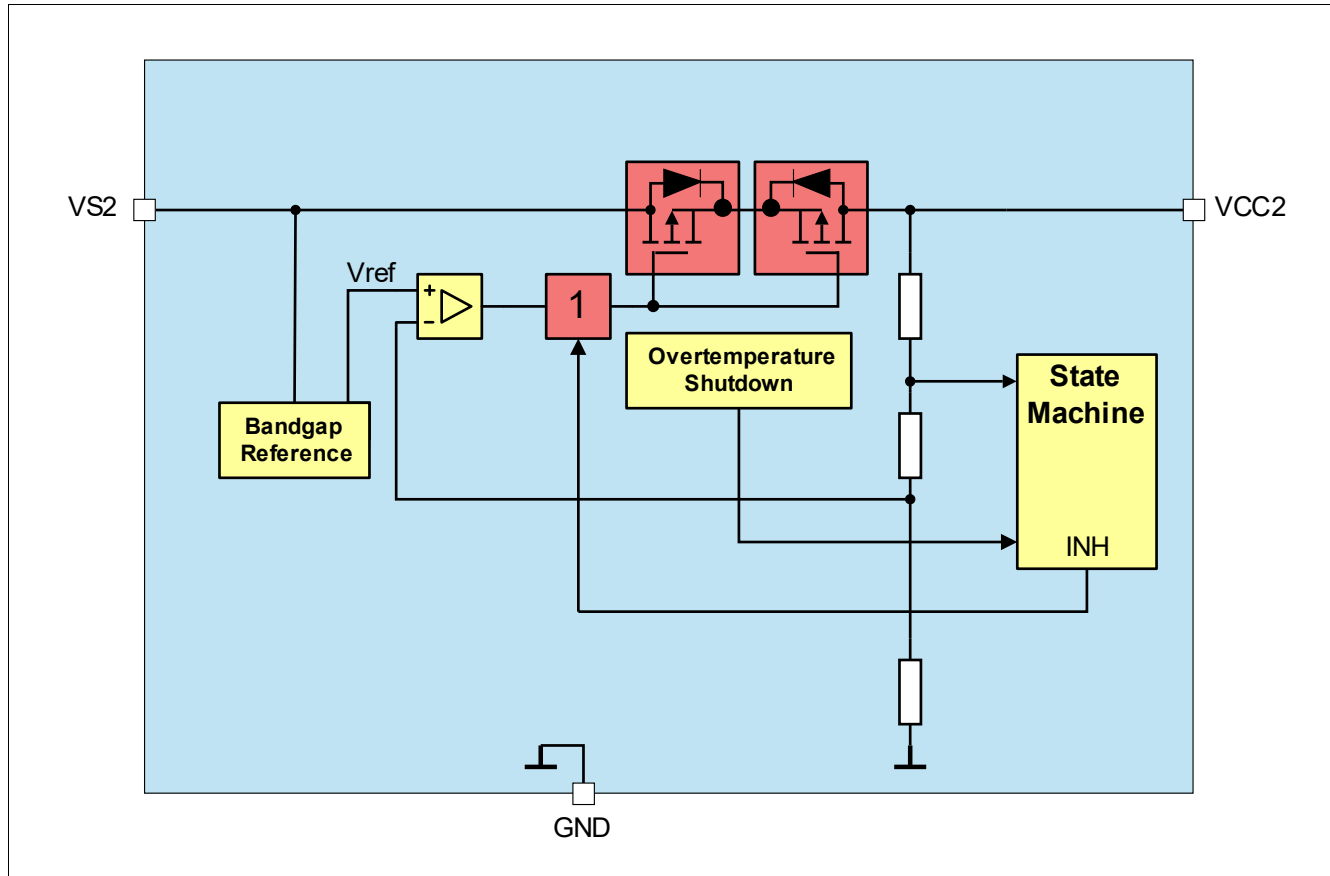 VS2
VCC2
Vref
+
-
1
Overtemperature
Shutdown
State
Machine
Bandgap
Reference
INH
GND